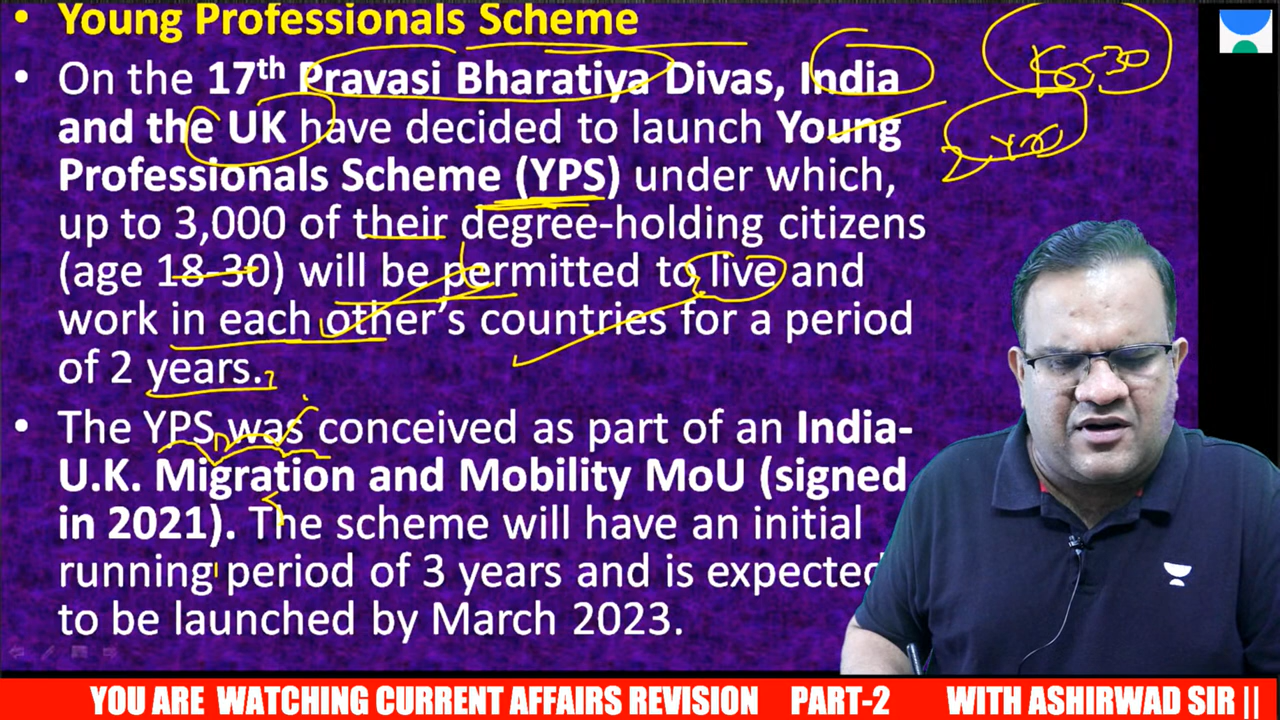 • Young Professionals Scheme
• On the 17th Pravasi Bharatiya Divas, India
and the UK have decided to launch Young
Professionals Scheme (YPS) under which,
up to 3,000 of their degree-holding citizens
(age 18-30) will be permitted to live and
work in each other's countries for a period
of 2 years.
• The YPS was conceived as part of an India-
U.K. Migration and Mobility MoU (signed
in 2021). The scheme will have an initial
running period of 3 years and is expected
to be launched by March 2023.
YOU ARE WATCHING CURRENT AFFAIRS REVISION PART-2 WITH ASHIRWAD SIR ||